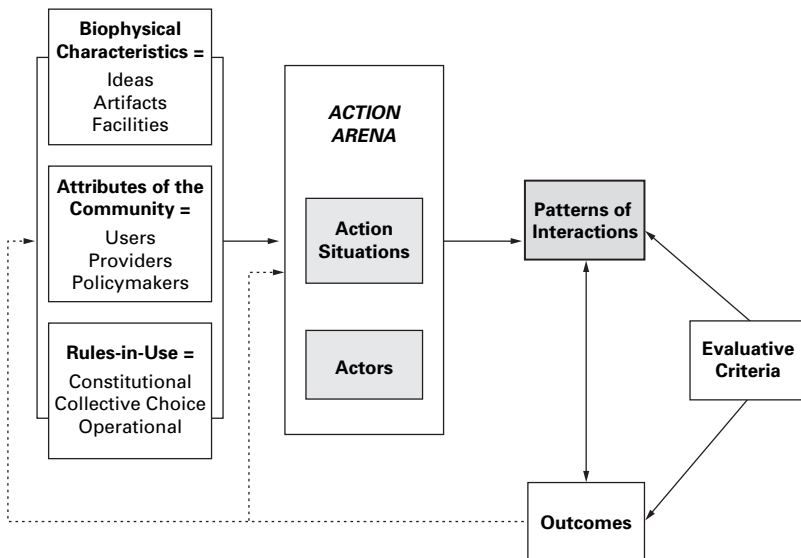 Biophysical
Characteristics =
Ideas
Artifacts
Facilities
Attributes of the
Community =
Users
Providers
Policymakers
Rules-in-Use =
Constitutional
Collective Choice
Operational
ACTION
ARENA
Action
Situations
Actors
Patterns of
Interactions
Evaluative
Criteria
Outcomes